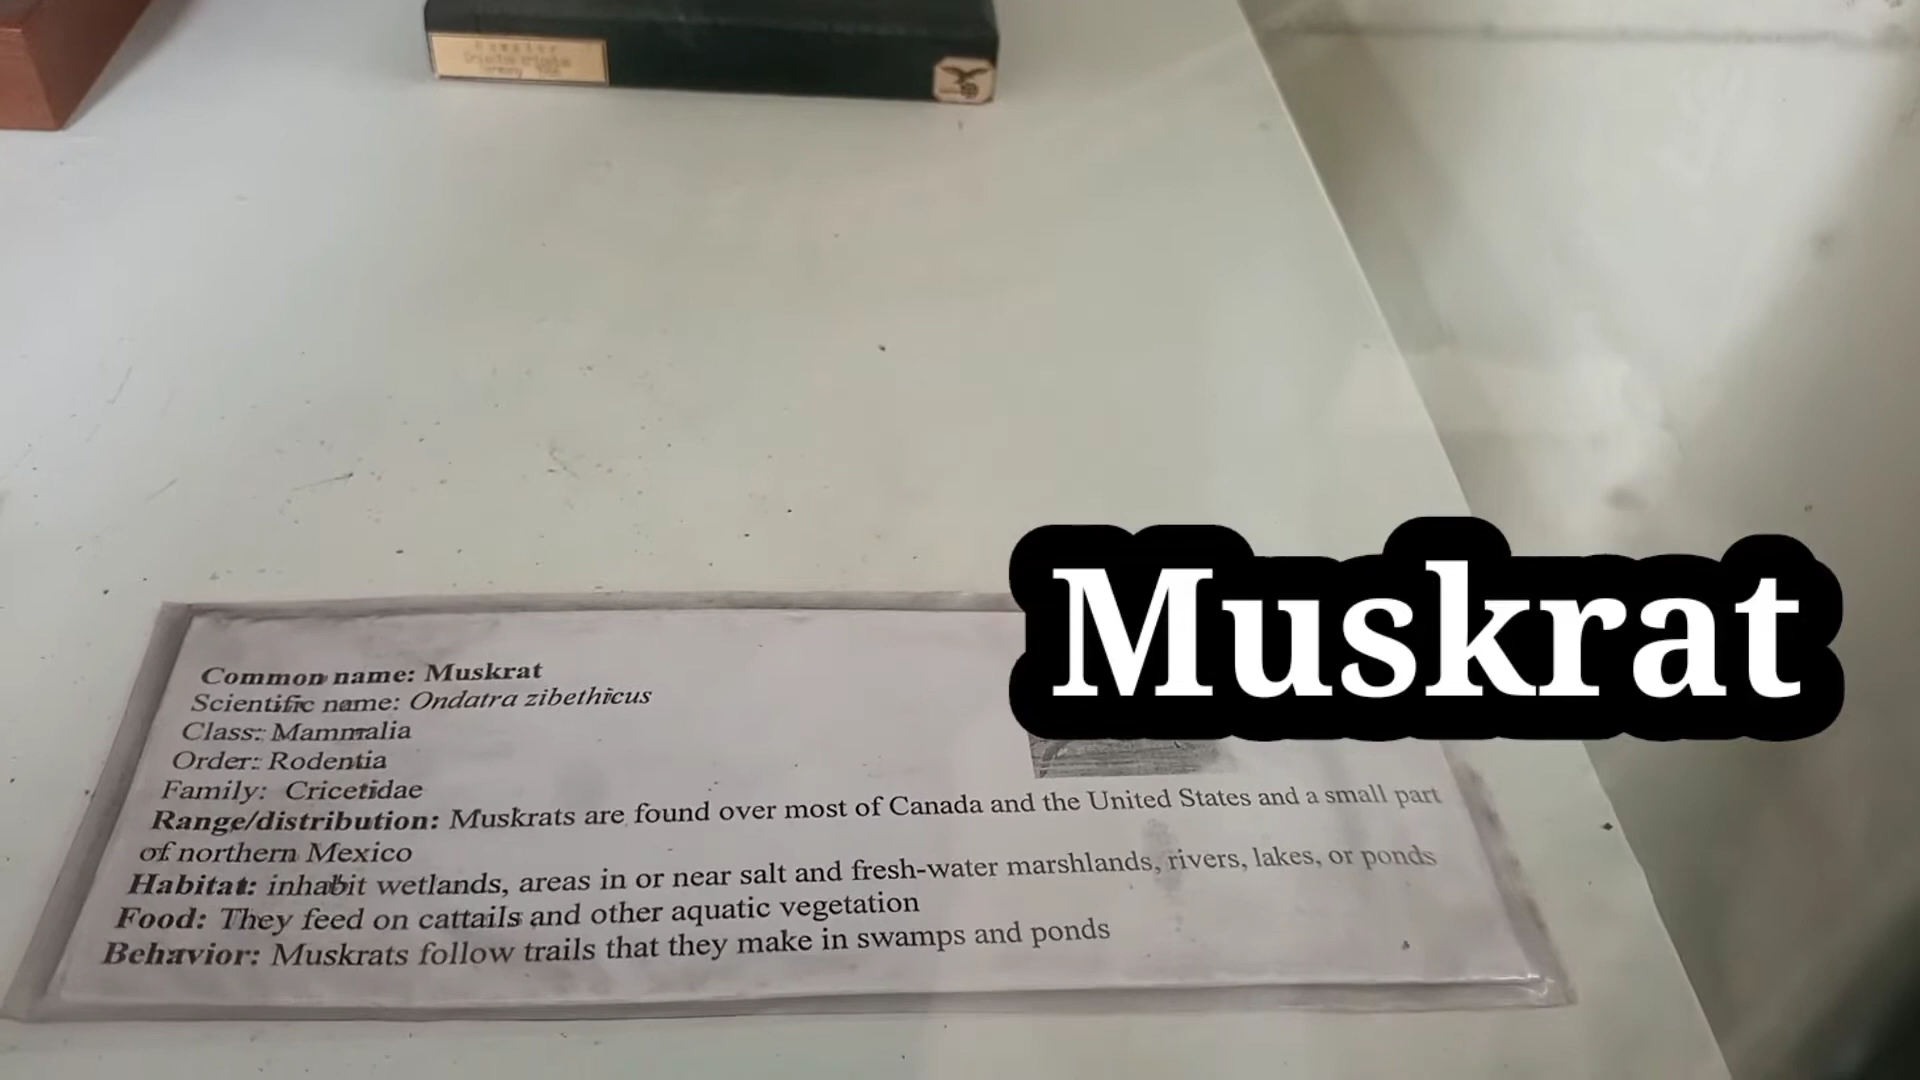 Common name: Muskrat
Scientific name: Ondatra zibethicus
Class: Mammalia
Order: Rodentia
Family: Cricetidae
Range/distribution: Muskrats are found over most of Canada and the United States and a small part
of northern Mexico
Habitat: inhabit wetlands, areas in or near salt and fresh-water marshlands, rivers, lakes, or ponds
Food: They feed on cattails and other aquatic vegetation
Behavior: Muskrats follow trails that they make in swamps and ponds
Muskrat